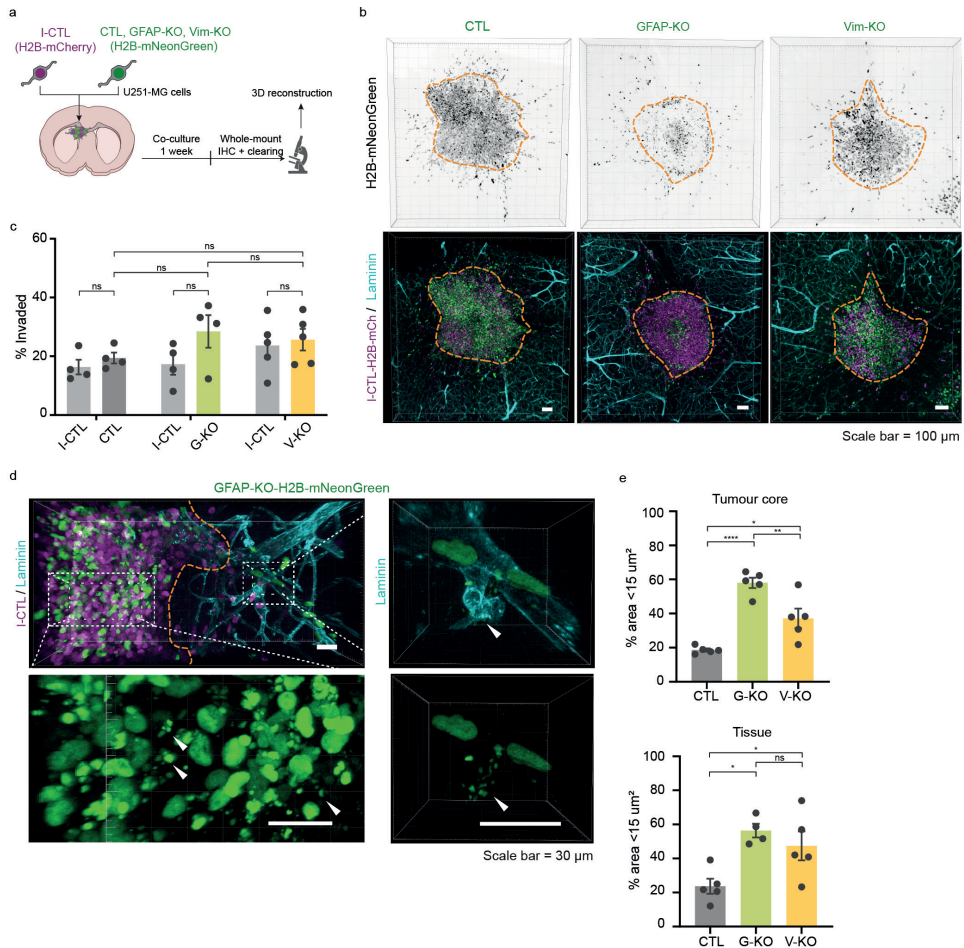 a
I-CTL
(H2B-mCherry)
CTL, GFAP-KO, Vim-KO
(H2B-mNeonGreen)
U251-MG cells
3D reconstruction
Co-culture
1 week
Whole-mount
IHC + clearing
b
CTL
GFAP-KO
Vim-KO
H2B-mNeonGreen
I-CTL-H2B-mCh / Laminin
Scale bar = 100 µm
c
% Invaded
60
40
20
0
ns
ns
ns
ns
ns
ns
I-CTL
CTL
I-CTL
G-KO
I-CTL
V-KO
d
GFAP-KO-H2B-mNeonGreen
I-CTL / Laminin
Laminin
Scale bar = 30 µm
e
Tumour core
% area <15 um²
100
80
60
40
20
0
*
****
**
CTL
G-KO
V-KO
Tissue
% area <15 um²
100
80
60
40
20
0
*
*
ns
CTL
G-KO
V-KO